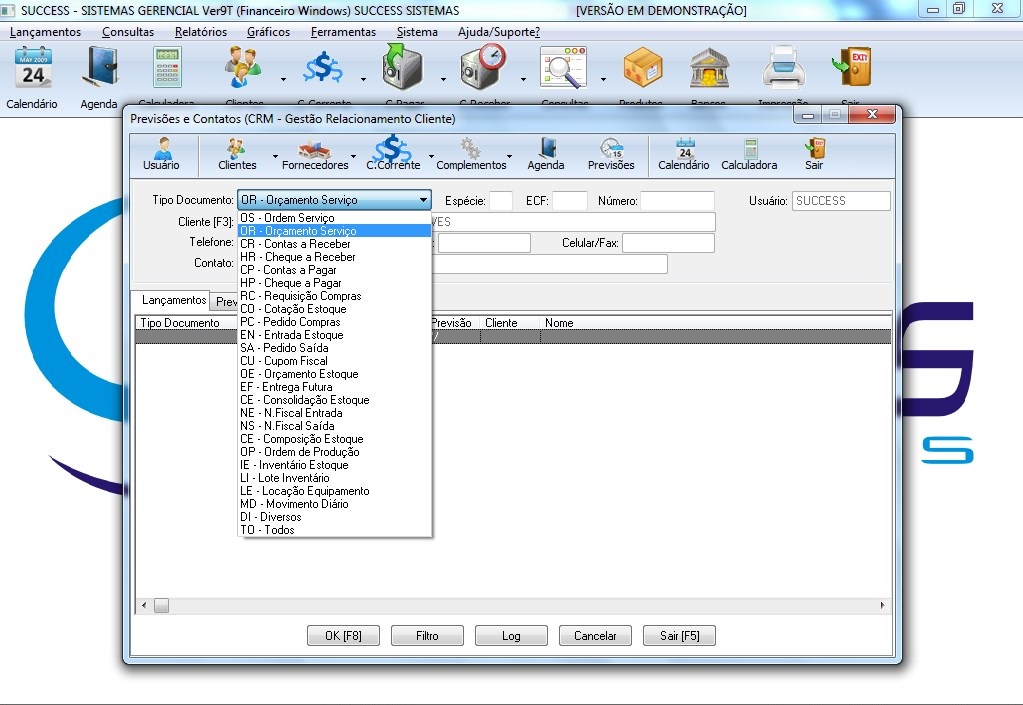 SUCCESS - SISTEMAS GERENCIAL Ver9T (Financeiro Windows) SUCCESS SISTEMAS [VERSÃO EM DEMONSTRAÇÃO]
Lançamentos Consultas Relatórios Gráficos Ferramentas Sistema Ajuda/Suporte?
MAY 2009
24
EXIT
Calendário Agenda Calculadora Clientes C.Corrente C.Pagar C.Receber Consultas Produtos Bancos Impressão Sair
Previsões e Contatos (CRM - Gestão Relacionamento Cliente)
24
15
Usuário Clientes Fornecedores C.Corrente Complementos Agenda Previsões Calendário Calculadora Sair
Tipo Documento: OR - Orçamento Serviço Espécie: ECF: Número: Usuário: SUCCESS
Cliente [F3]: VES
Telefone: : Celular/Fax:
Contato:
OS - Ordem Serviço
OR - Orçamento Serviço
CR - Contas a Receber
HR - Cheque a Receber
CP - Contas a Pagar
HP - Cheque a Pagar
RC - Requisição Compras
CO - Cotação Estoque
PC - Pedido Compras
EN - Entrada Estoque
SA - Pedido Saída
CU - Cupom Fiscal
OE - Orçamento Estoque
EF - Entrega Futura
CE - Consolidação Estoque
NE - N.Fiscal Entrada
NS - N.Fiscal Saída
CE - Composição Estoque
OP - Ordem de Produção
IE - Inventário Estoque
LI - Lote Inventário
LE - Locação Equipamento
MD - Movimento Diário
DI - Diversos
TO - Todos
Lançamentos Prev
Tipo Documento Previsão Cliente Nome
/
OK [F8] Filtro Log Cancelar Sair [F5]
S
S